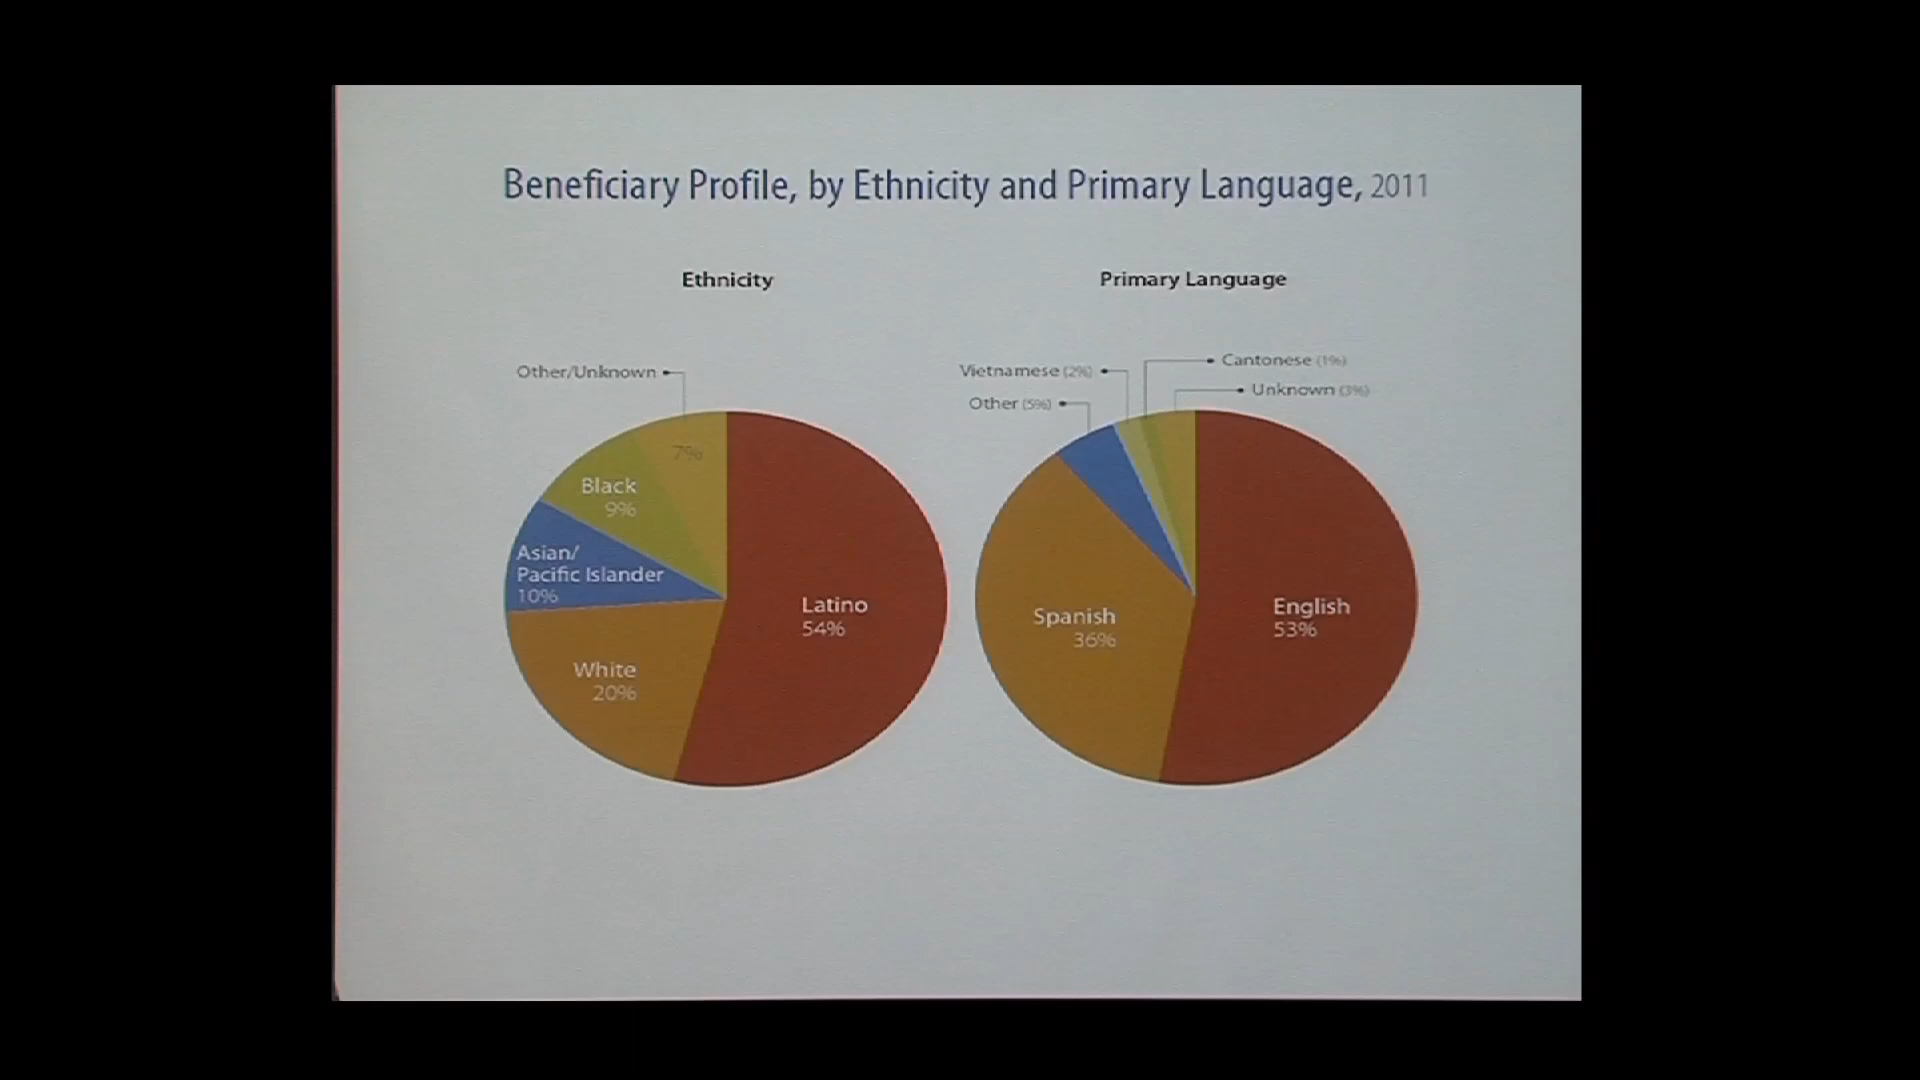 Beneficiary Profile, by Ethnicity and Primary Language, 2011
Ethnicity
Other/Unknown
7%
Black
9%
Asian/
Pacific Islander
10%
White
20%
Latino
54%
Primary Language
Cantonese (1%)
Vietnamese (2%)
Unknown (3%)
Other (5%)
Spanish
36%
English
53%